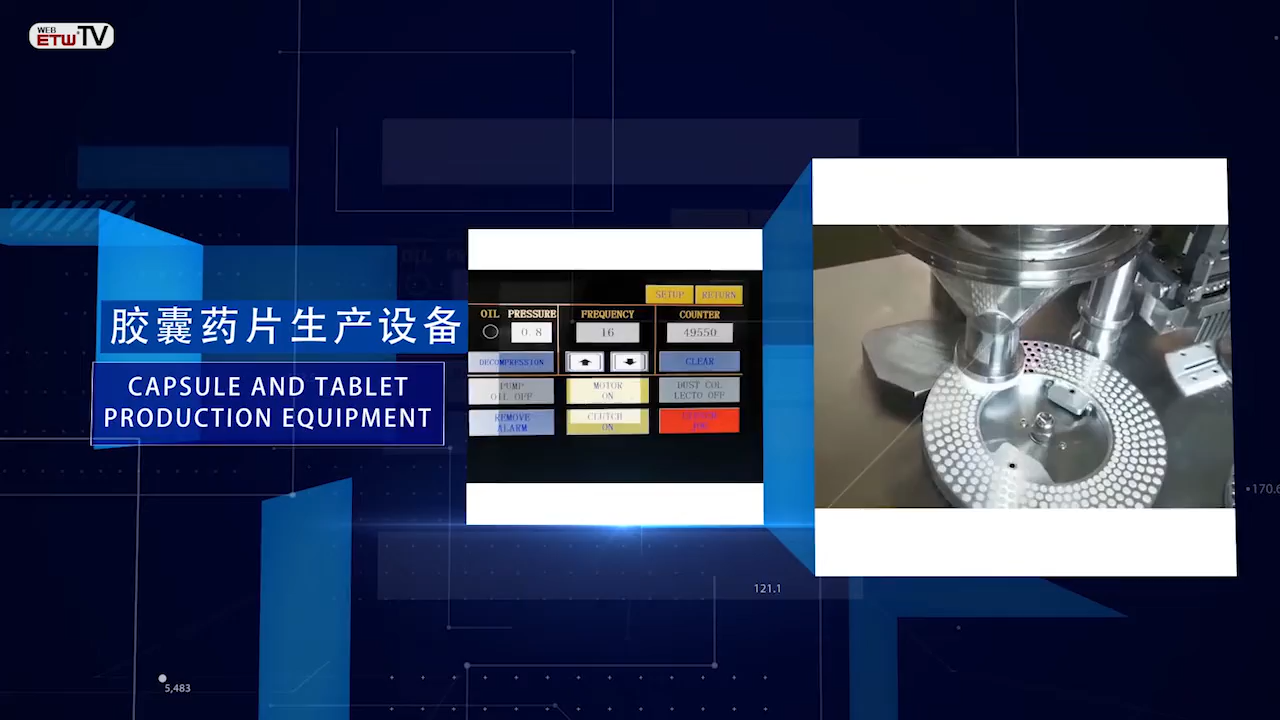 WEB
ETW TV
胶囊药片生产设备
CAPSULE AND TABLET
PRODUCTION EQUIPMENT
SETUP RETURN
OIL PRESSURE FREQUENCY COUNTER
0.8 16 49550
DECOMPRESSION CLEAR
PUMP
OIL OFF
MOTOR
ON
DUST COL
LECTO OFF
REMOVE
ALARM
CLUTCH
ON
170.6
121.1
5,483